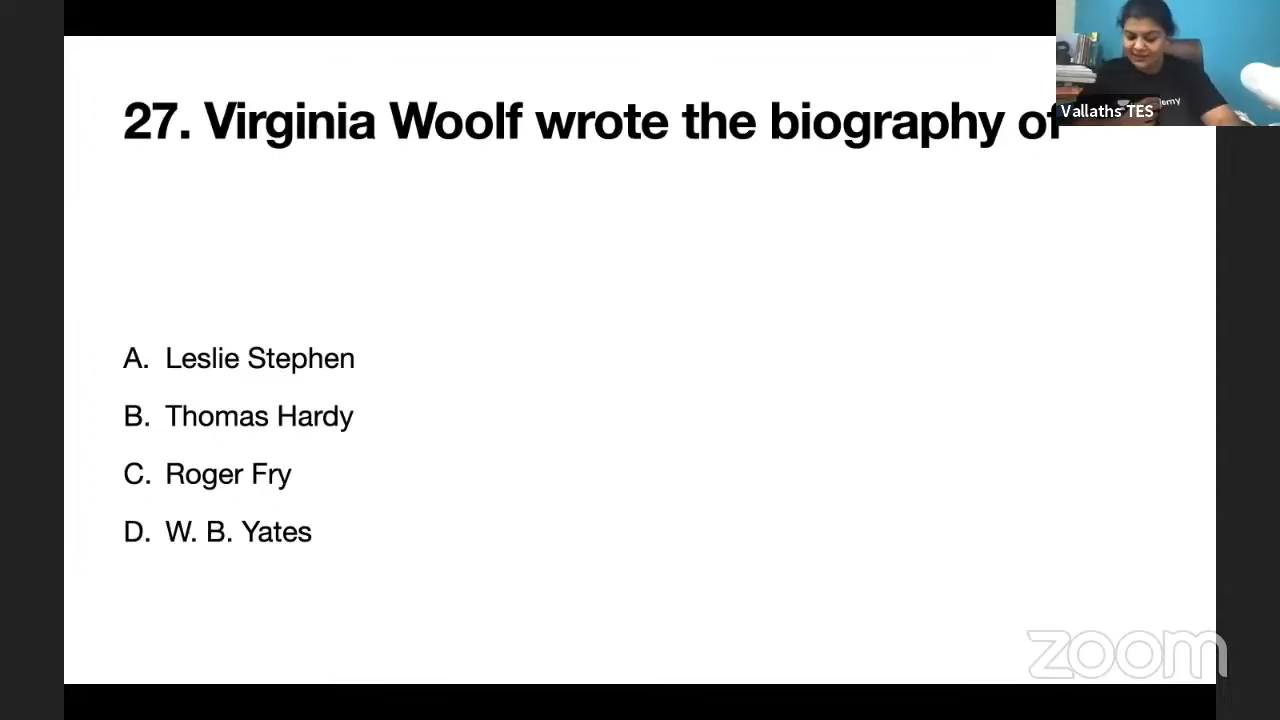 27. Virginia Woolf wrote the biography of
Vallaths TES
A. Leslie Stephen
B. Thomas Hardy
C. Roger Fry
D. W. B. Yates
zoom